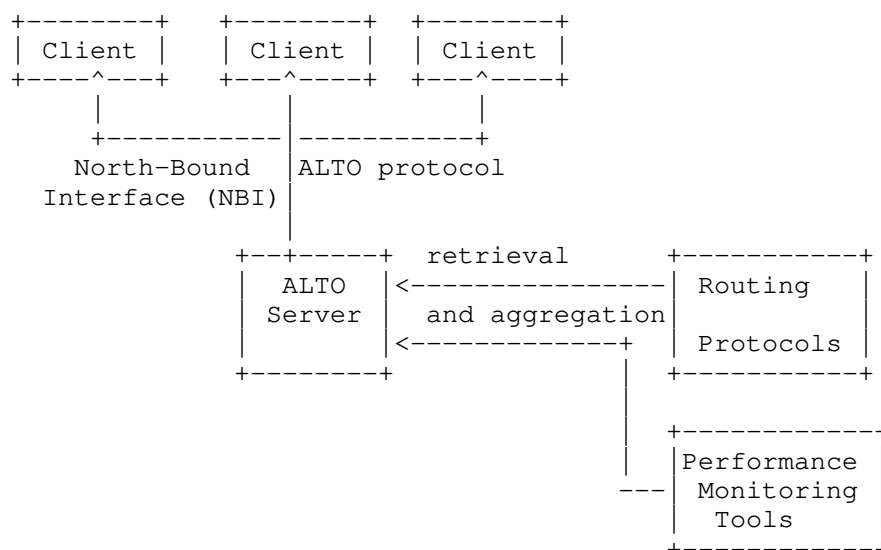 Client Client Client
North-Bound ALTO protocol
Interface (NBI)
retrieval
ALTO Routing
Server and aggregation
Protocols
Performance
Monitoring
Tools